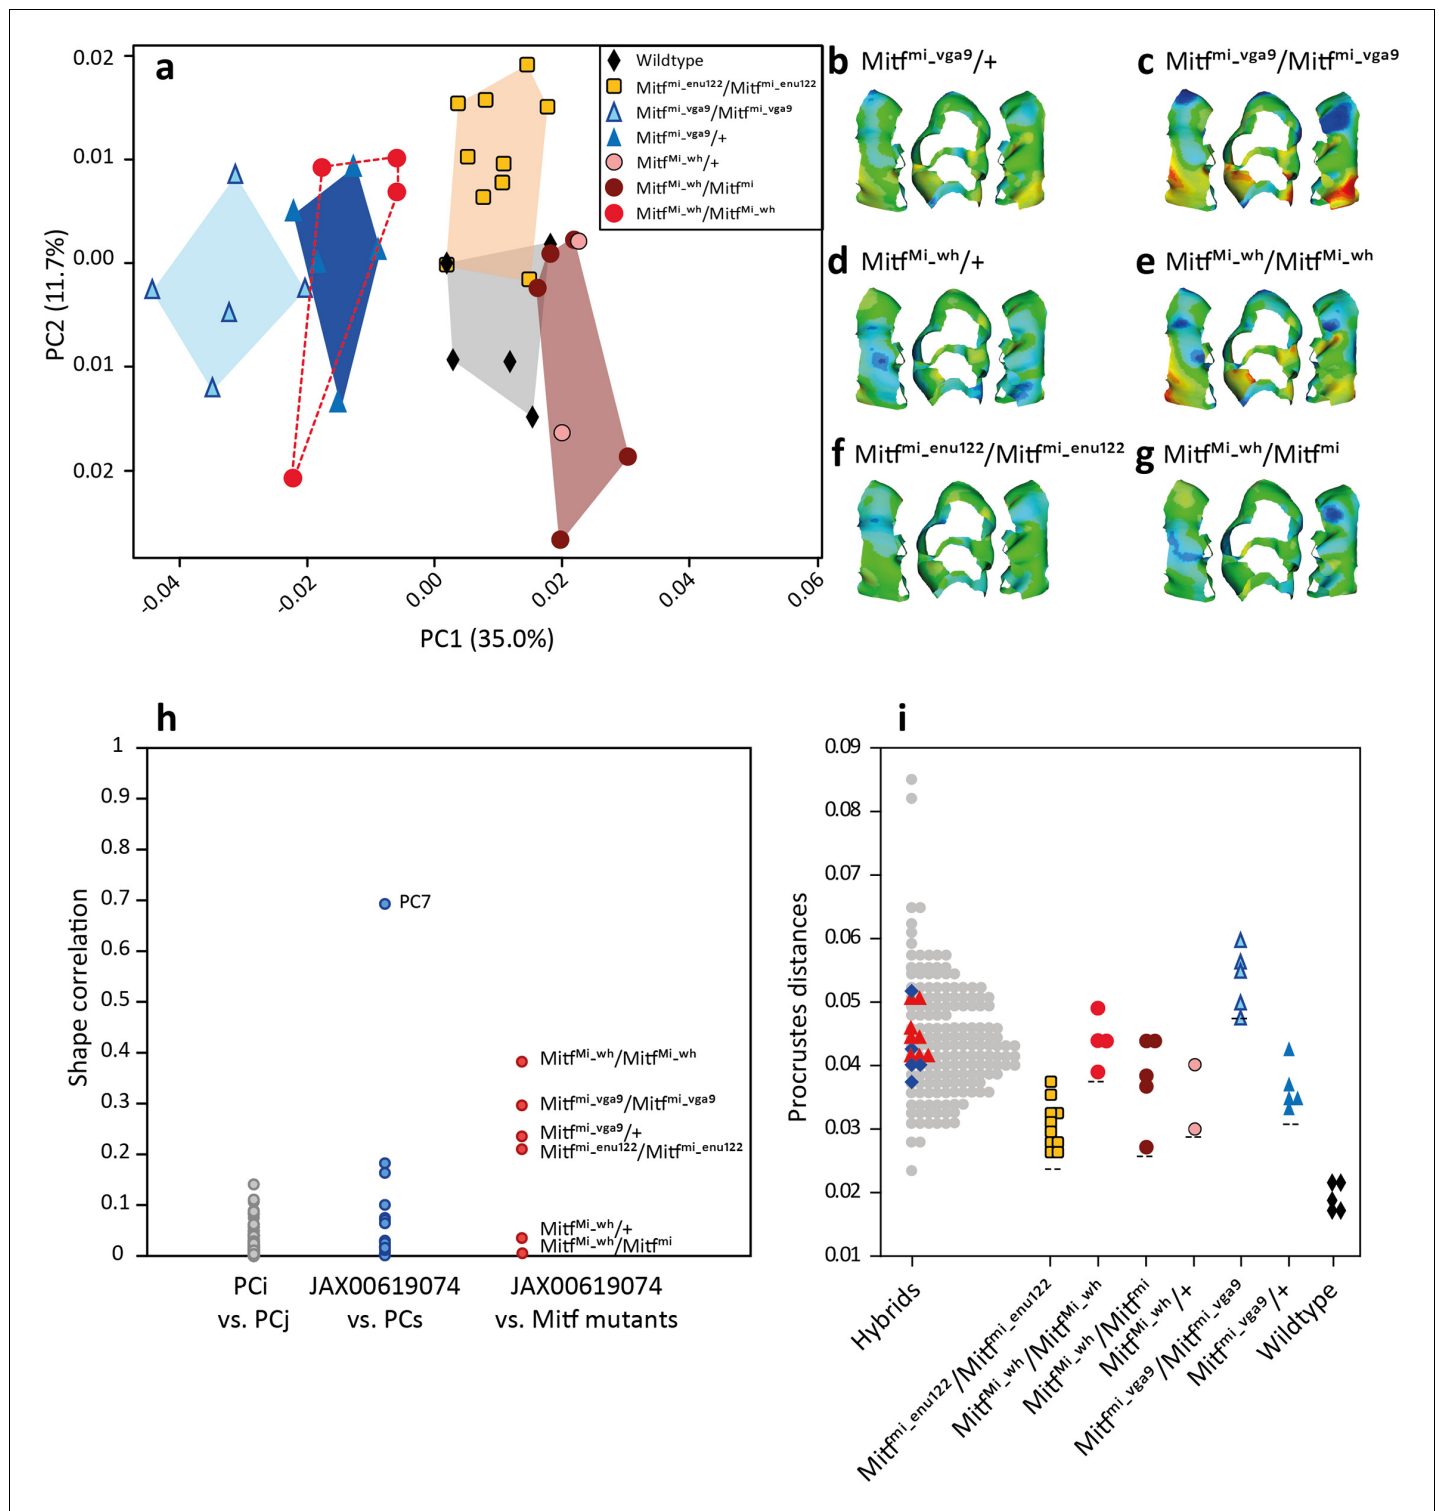 a
0.02
0.01
0.00
0.01
0.02
PC2 (11.7%)
-0.04
-0.02
0.00
0.02
0.04
0.06
PC1 (35.0%)
Wildtype
Mitfmi_enu122/Mitfmi_enu122
Mitfmi_vga9/Mitfmi_vga9
Mitfmi_vga9/+
MitfMi_wh/+
MitfMi_wh/Mitfmi
MitfMi_wh/MitfMi_wh
b Mitfmi_vga9/+
c Mitfmi_vga9/Mitfmi_vga9
d MitfMi_wh/+
e MitfMi_wh/MitfMi_wh
f Mitfmi_enu122/Mitfmi_enu122
g MitfMi_wh/Mitfmi
h
1
0.9
0.8
0.7
0.6
0.5
0.4
0.3
0.2
0.1
0
Shape correlation
PC7
MitfMi_wh/MitfMi_wh
Mitfmi_vga9/Mitfmi_vga9
Mitfmi_vga9/+
Mitfmi_enu122/Mitfmi_enu122
MitfMi_wh/+
MitfMi_wh/Mitfmi
PCi
vs. PCj
JAX00619074
vs. PCs
JAX00619074
vs. Mitf mutants
i
0.09
0.08
0.07
0.06
0.05
0.04
0.03
0.02
0.01
Procrustes distances
Hybrids
Mitfmi_enu122/Mitfmi_enu122
MitfMi_wh/MitfMi_wh
MitfMi_wh/Mitfmi
MitfMi_wh/+
Mitfmi_vga9/Mitfmi_vga9
Mitfmi_vga9/+
Wildtype